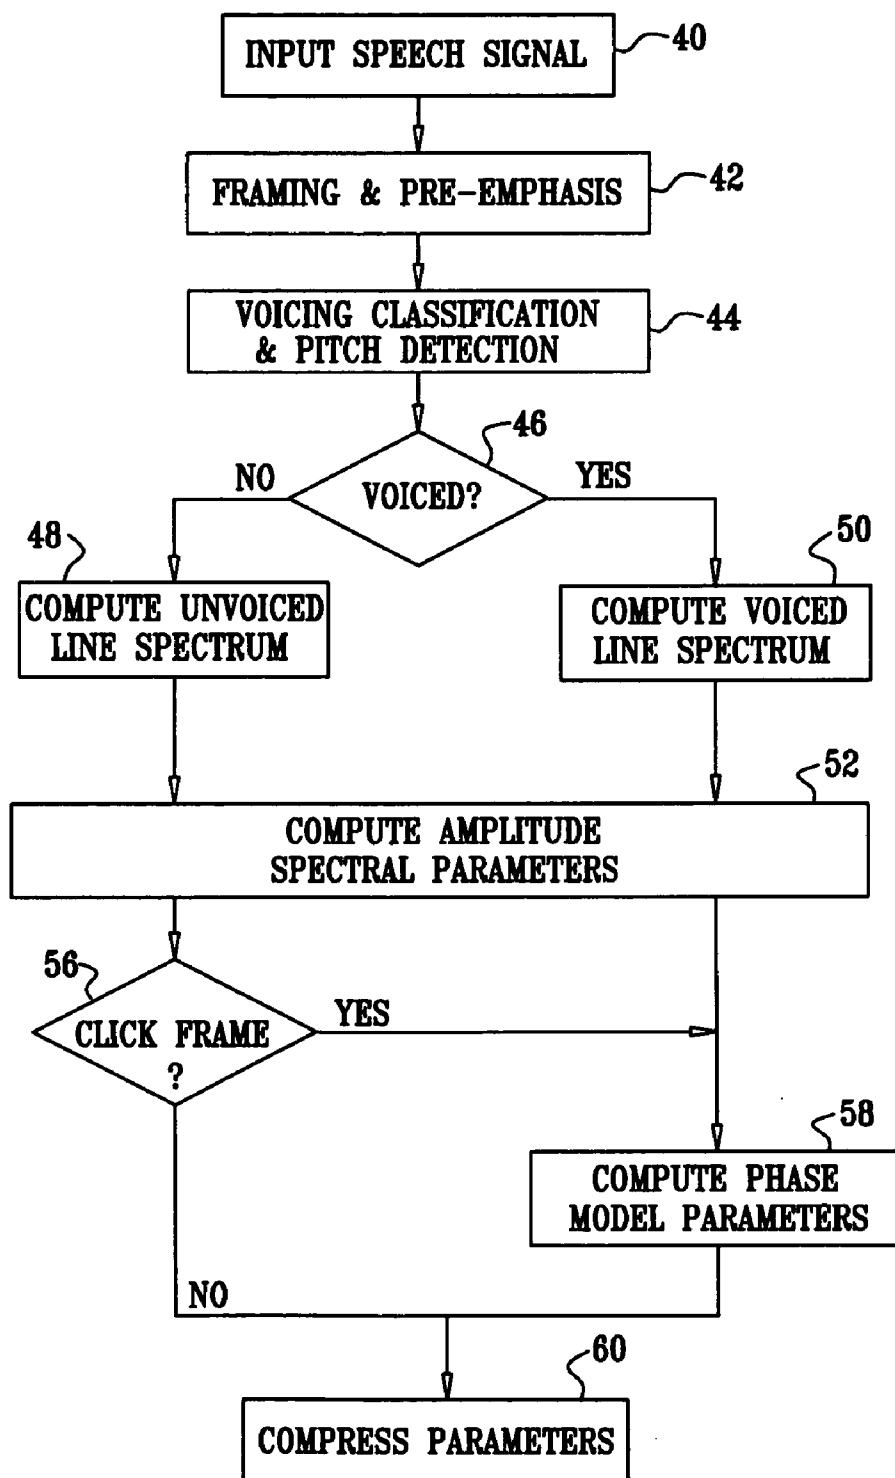 INPUT SPEECH SIGNAL
40
FRAMING & PRE-EMPHASIS
42
VOICING CLASSIFICATION
& PITCH DETECTION
44
46
NO
VOICED?
YES
48
50
COMPUTE UNVOICED
LINE SPECTRUM
COMPUTE VOICED
LINE SPECTRUM
52
COMPUTE AMPLITUDE
SPECTRAL PARAMETERS
56
CLICK FRAME
?
YES
58
COMPUTE PHASE
MODEL PARAMETERS
NO
60
COMPRESS PARAMETERS